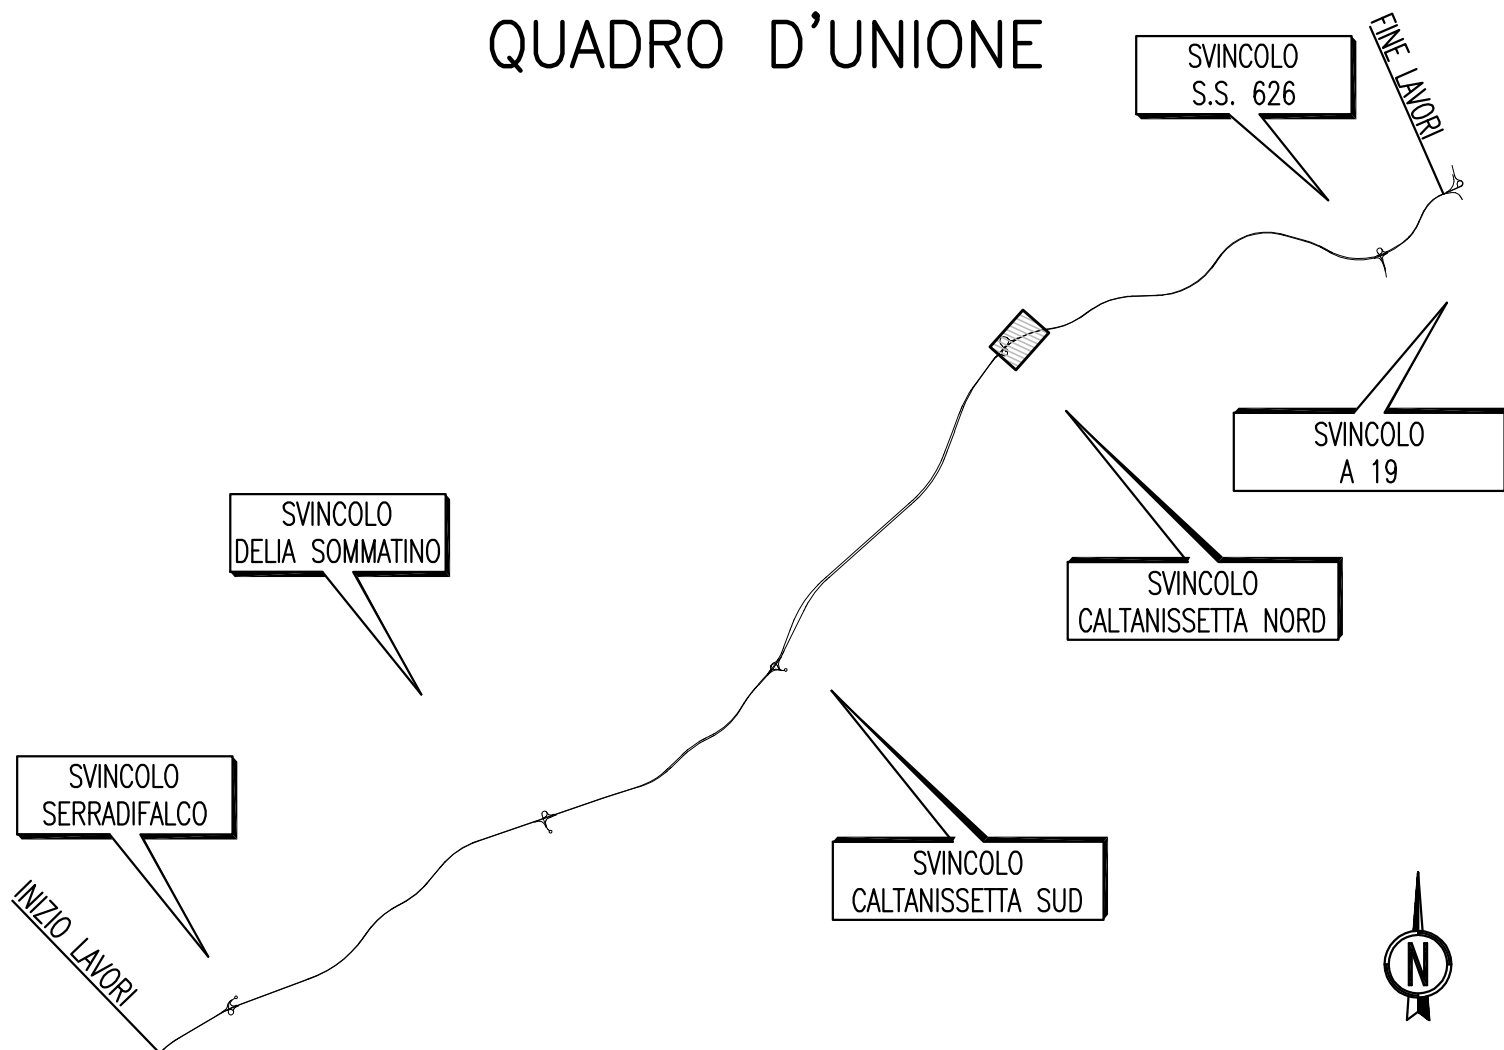 QUADRO D'UNIONE
SVINCOLO
S.S. 626
FINE LAVORI
SVINCOLO
A 19
SVINCOLO
DELIA SOMMATINO
SVINCOLO
CALTANISSETTA NORD
SVINCOLO
SERRADIFALCO
SVINCOLO
CALTANISSETTA SUD
INIZIO LAVORI
N